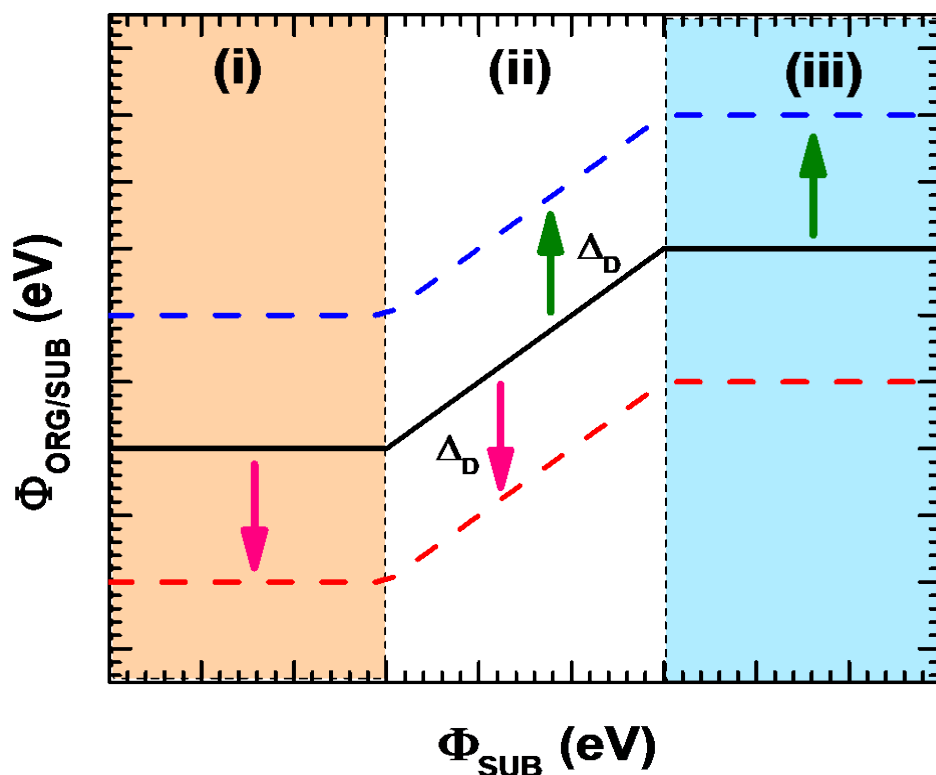 (i)
(ii)
(iii)
Δ_D
Δ_D
Φ_ORG/SUB (eV)
Φ_SUB (eV)